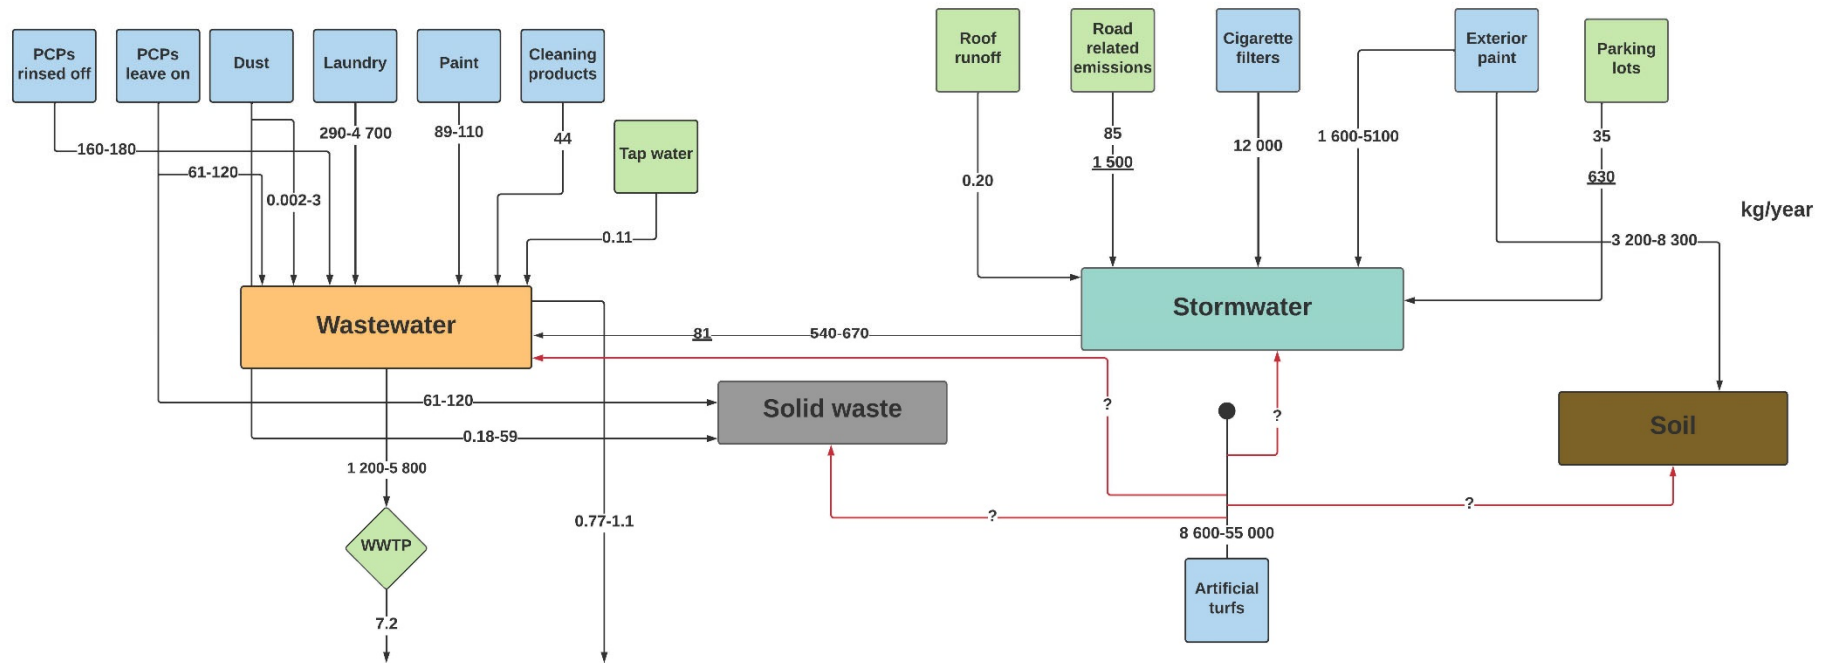 PCPs
rinsed off
PCPs
leave on
Dust
Laundry
Paint
Cleaning
products
Tap water
Roof
runoff
Road
related
emissions
Cigarette
filters
Exterior
paint
Parking
lots
160-180
61-120
0.002-3
290-4 700
89-110
44
0.11
0.20
85
1 500
12 000
1 600-5100
35
630
kg/year
3 200-8 300
Wastewater
Stormwater
81
540-670
Solid waste
Soil
61-120
0.18-59
?
?
?
?
1 200-5 800
0.77-1.1
8 600-55 000
WWTP
Artificial
turfs
7.2